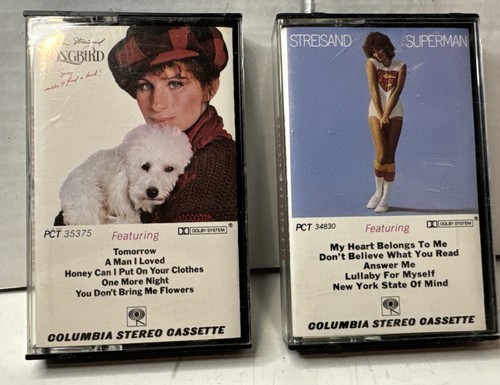 Streisand
SONGBIRD
PCT 35375
Featuring
DOLBY SYSTEM
®
Tomorrow
A Man I Loved
Honey Can I Put On Your Clothes
One More Night
You Don't Bring Me Flowers
COLUMBIA STEREO CASSETTE
STREISAND SUPERMAN
PCT 34830
Featuring
DOLBY SYSTEM
®
My Heart Belongs To Me
Don't Believe What You Read
Answer Me
Lullaby For Myself
New York State Of Mind
COLUMBIA STEREO CASSETTE